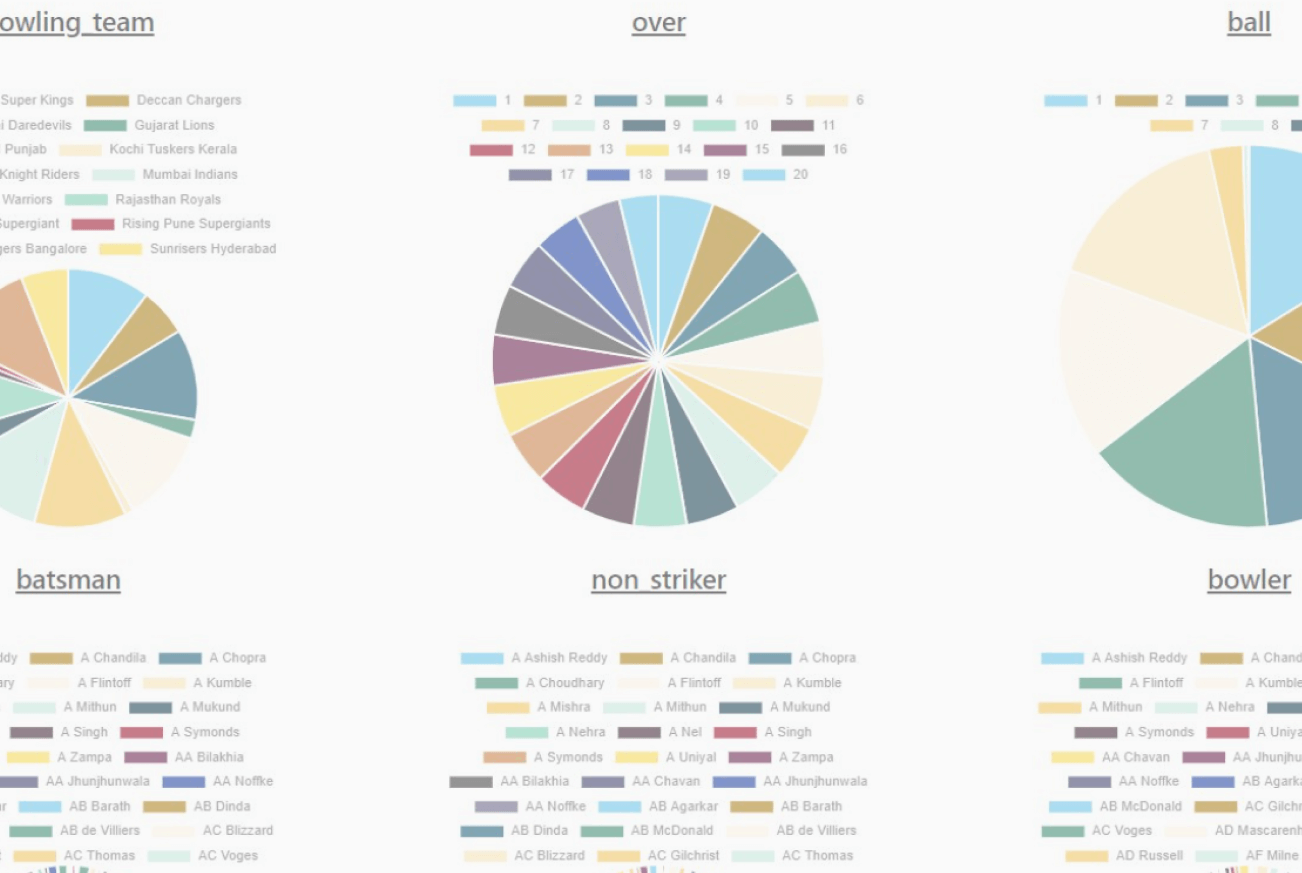 owling_team
over
ball
Super Kings Deccan Chargers
i Daredevils Gujarat Lions
Punjab Kochi Tuskers Kerala
Knight Riders Mumbai Indians
Warriors Rajasthan Royals
Supergiant Rising Pune Supergiants
gers Bangalore Sunrisers Hyderabad
1 2 3 4 5 6
7 8 9 10 11
12 13 14 15 16
17 18 19 20
1 2 3
7 8
batsman
non_striker
bowler
ddy A Chandila A Chopra
ary A Flintoff A Kumble
A Mithun A Mukund
A Singh A Symonds
A Zampa AA Bilakhia
AA Jhunjhunwala AA Noffke
ar AB Barath AB Dinda
AB de Villiers AC Blizzard
t AC Thomas AC Voges
A Ashish Reddy A Chandila A Chopra
A Choudhary A Flintoff A Kumble
A Mishra A Mithun A Mukund
A Nehra A Nel A Singh
A Symonds A Uniyal A Zampa
AA Bilakhia AA Chavan AA Jhunjhunwala
AA Noffke AB Agarkar AB Barath
AB Dinda AB McDonald AB de Villiers
AC Blizzard AC Gilchrist AC Thomas
A Ashish Reddy A Chand
A Flintoff A Kumble
A Mithun A Nehra
A Symonds A Uniya
AA Chavan AA Jhunjhu
AA Noffke AB Agarka
AB McDonald AC Gilchr
AC Voges AD Mascarenh
AD Russell AF Milne